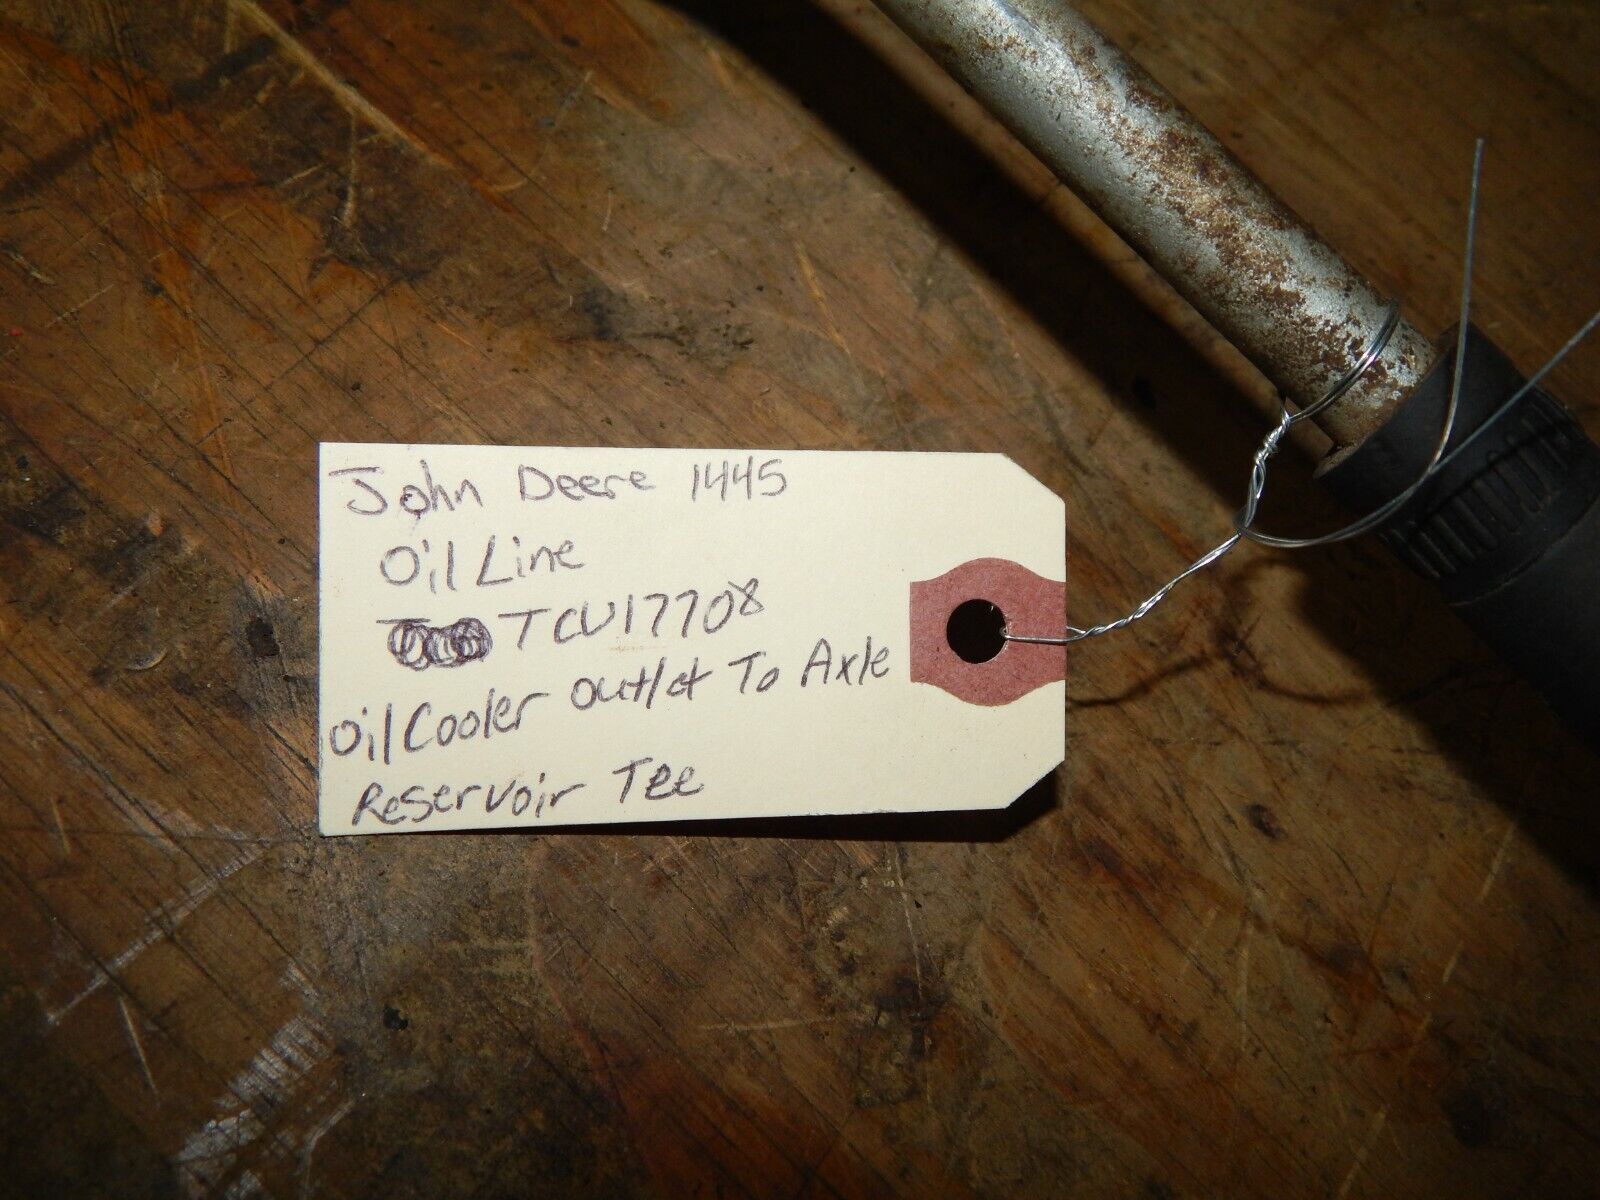 John Deere 1445
Oil Line
TCU17708
Oil Cooler outlet To Axle
Reservoir Tee